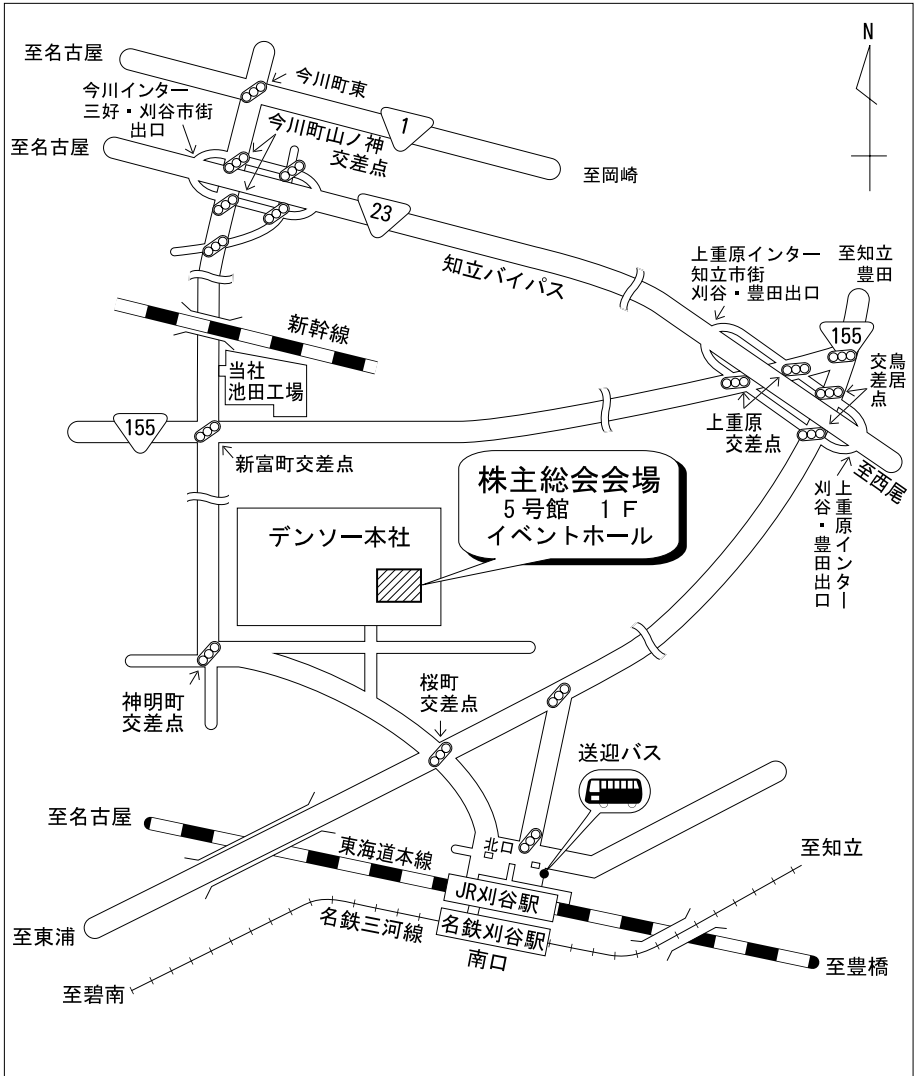 N
至名古屋
今川町東
1
今川インター
三好・刈谷市街
出口
今川町山ノ神
交差点
至名古屋
至岡崎
23
知立バイパス
上重原インター
知立市街
刈谷・豊田出口
至知立
豊田
155
新幹線
当社
池田工場
鳥居
交差点
上重原
交差点
155
新富町交差点
至西尾
上重原インター
刈谷・豊田出口
株主総会会場
5号館 1F
イベントホール
デンソー本社
神明町
交差点
桜町
交差点
送迎バス
至名古屋
東海道本線
北口
至知立
JR刈谷駅
名鉄三河線
名鉄刈谷駅
南口
至東浦
至豊橋
至碧南